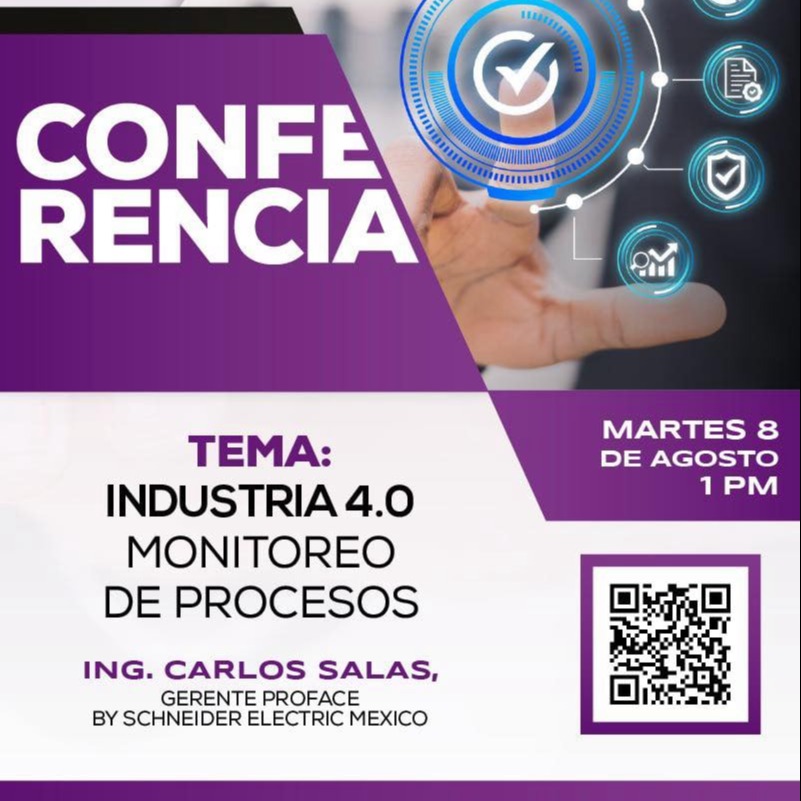 CONFE
RENCIA
MARTES 8
DE AGOSTO
1 PM
TEMA:
INDUSTRIA 4.0
MONITOREO
DE PROCESOS
ING. CARLOS SALAS,
GERENTE PROFACE
BY SCHNEIDER ELECTRIC MEXICO